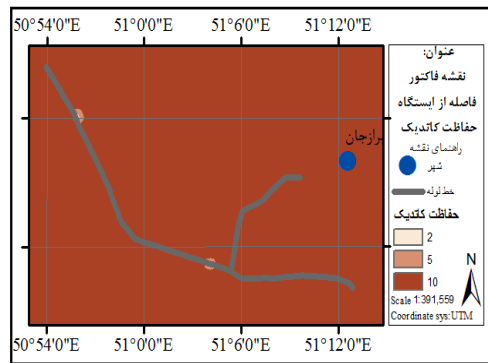 50°54'0"E 51°0'0"E 51°6'0"E 51°12'0"E
عنوان:
نقشه فاکتور
فاصله از ایستگاه
حفاظت کاتدیک
راهنمای نقشه
شهر
خط لوله
حفاظت کتدیک
2
5
10
N
Scale 1:391,559
Coordinate sys:UTM
برازجان
50°54'0"E 51°0'0"E 51°6'0"E 51°12'0"E